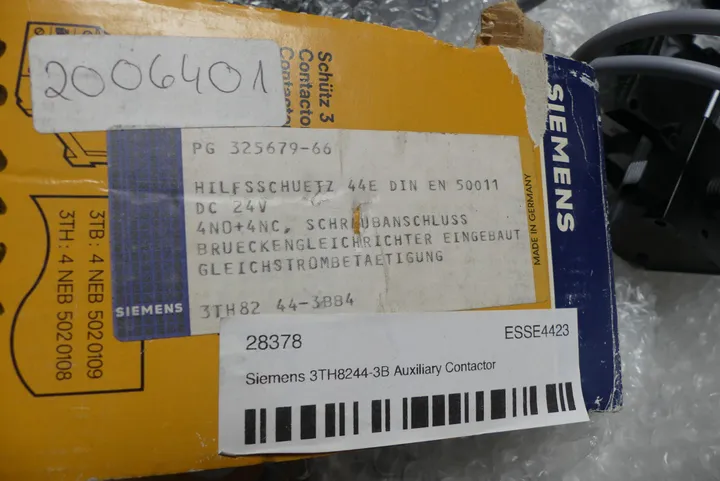 2006401
Schütz 3
Contactor
Contactor
PG 325679-66
HILFSSCHUETZ 44E DIN EN 50011
DC 24V
4NO+4NC, SCHRAUBANSCHLUSS
BRUECKENGLEICHRICHTER EINGEBAUT
GLEICHSTROMBETAETIGUNG
SIEMENS
3TH82 44-3BB4
3TB: 4 NEB 502 0109
3TH: 4 NEB 502 0108
SIEMENS
MADE IN GERMANY
28378
ESSE4423
Siemens 3TH8244-3B Auxiliary Contactor